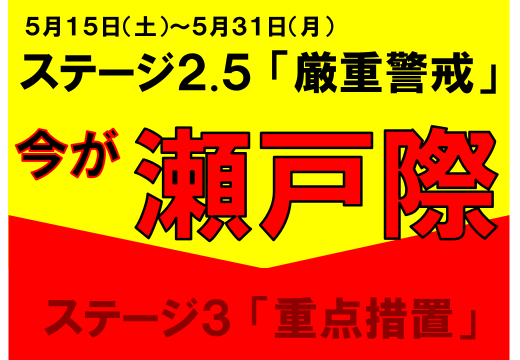 5月15日(土)~5月31日(月)
ステージ2.5「厳重警戒」
今が瀬戸際
ステージ3「重点措置」